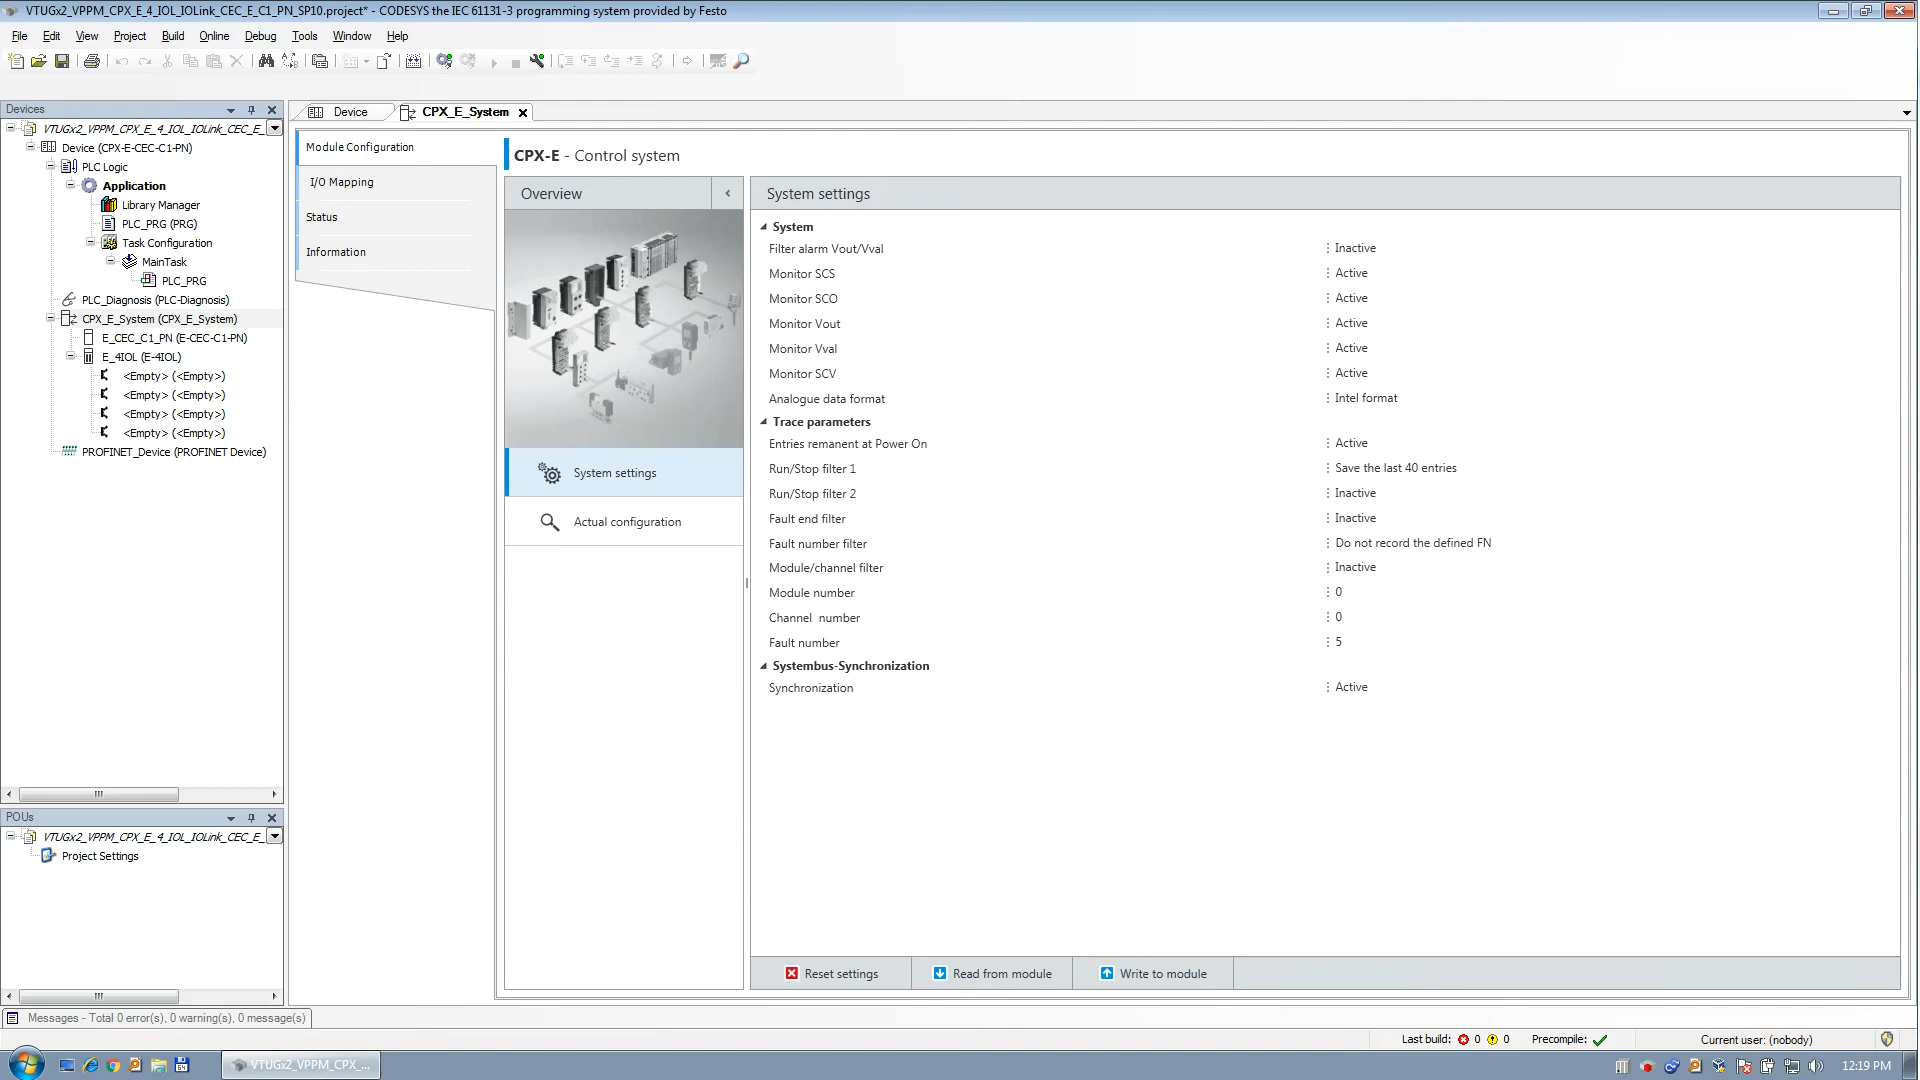 VTUGx2_VPPM_CPX_E_4_IOL_IOLink_CEC_E_C1_PN_SP10.project* - CODESYS the IEC 61131-3 programming system provided by Festo
File Edit View Project Build Online Debug Tools Window Help
Devices
VTUGx2_VPPM_CPX_E_4_IOL_IOLink_CEC_E_
Device (CPX-E-CEC-C1-PN)
PLC Logic
Application
Library Manager
PLC_PRG (PRG)
Task Configuration
MainTask
PLC_PRG
PLC_Diagnosis (PLC-Diagnosis)
CPX_E_System (CPX_E_System)
E_CEC_C1_PN (E-CEC-C1-PN)
E_4IOL (E-4IOL)
<Empty> (<Empty>)
<Empty> (<Empty>)
<Empty> (<Empty>)
<Empty> (<Empty>)
PROFINET_Device (PROFINET Device)
POUs
VTUGx2_VPPM_CPX_E_4_IOL_IOLink_CEC_E_
Project Settings
Device CPX_E_System
Module Configuration
I/O Mapping
Status
Information
CPX-E - Control system
Overview
System settings
Actual configuration
System settings
System
Filter alarm Vout/Vval Inactive
Monitor SCS Active
Monitor SCO Active
Monitor Vout Active
Monitor Vval Active
Monitor SCV Active
Analogue data format Intel format
Trace parameters
Entries remanent at Power On Active
Run/Stop filter 1 Save the last 40 entries
Run/Stop filter 2 Inactive
Fault end filter Inactive
Fault number filter Do not record the defined FN
Module/channel filter Inactive
Module number 0
Channel number 0
Fault number 5
Systembus-Synchronization
Synchronization Active
Reset settings Read from module Write to module
Messages - Total 0 error(s), 0 warning(s), 0 message(s)
Last build: 0 0 Precompile: Current user: (nobody)
VTUGx2_VPPM_CPX_... 12:19 PM